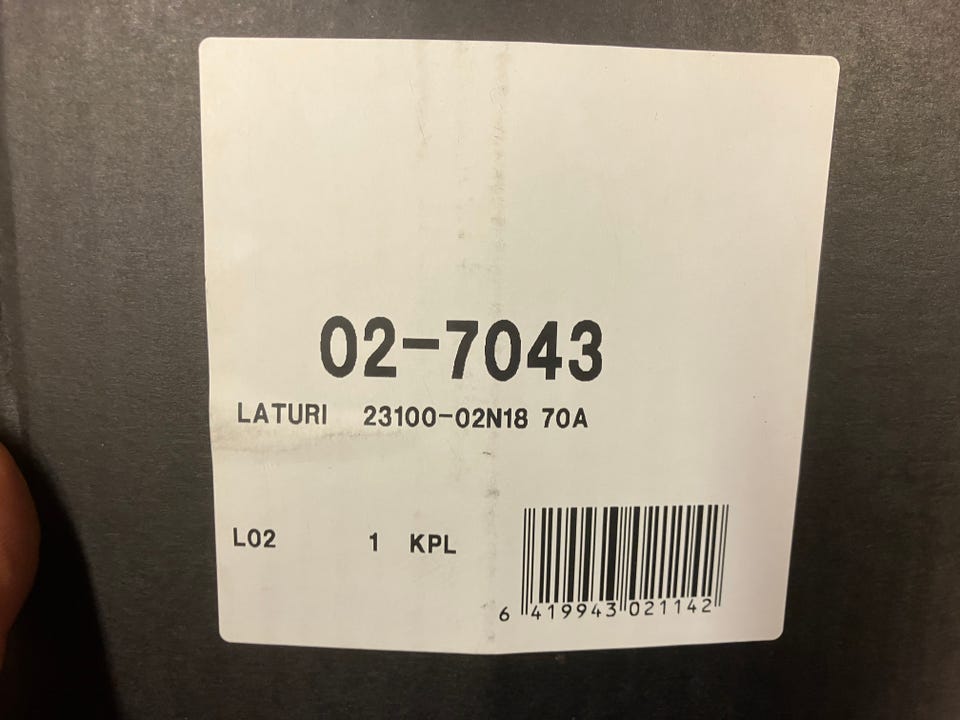 02-7043
LATURI 23100-02N18 70A
L02 1 KPL
6 419943 021142